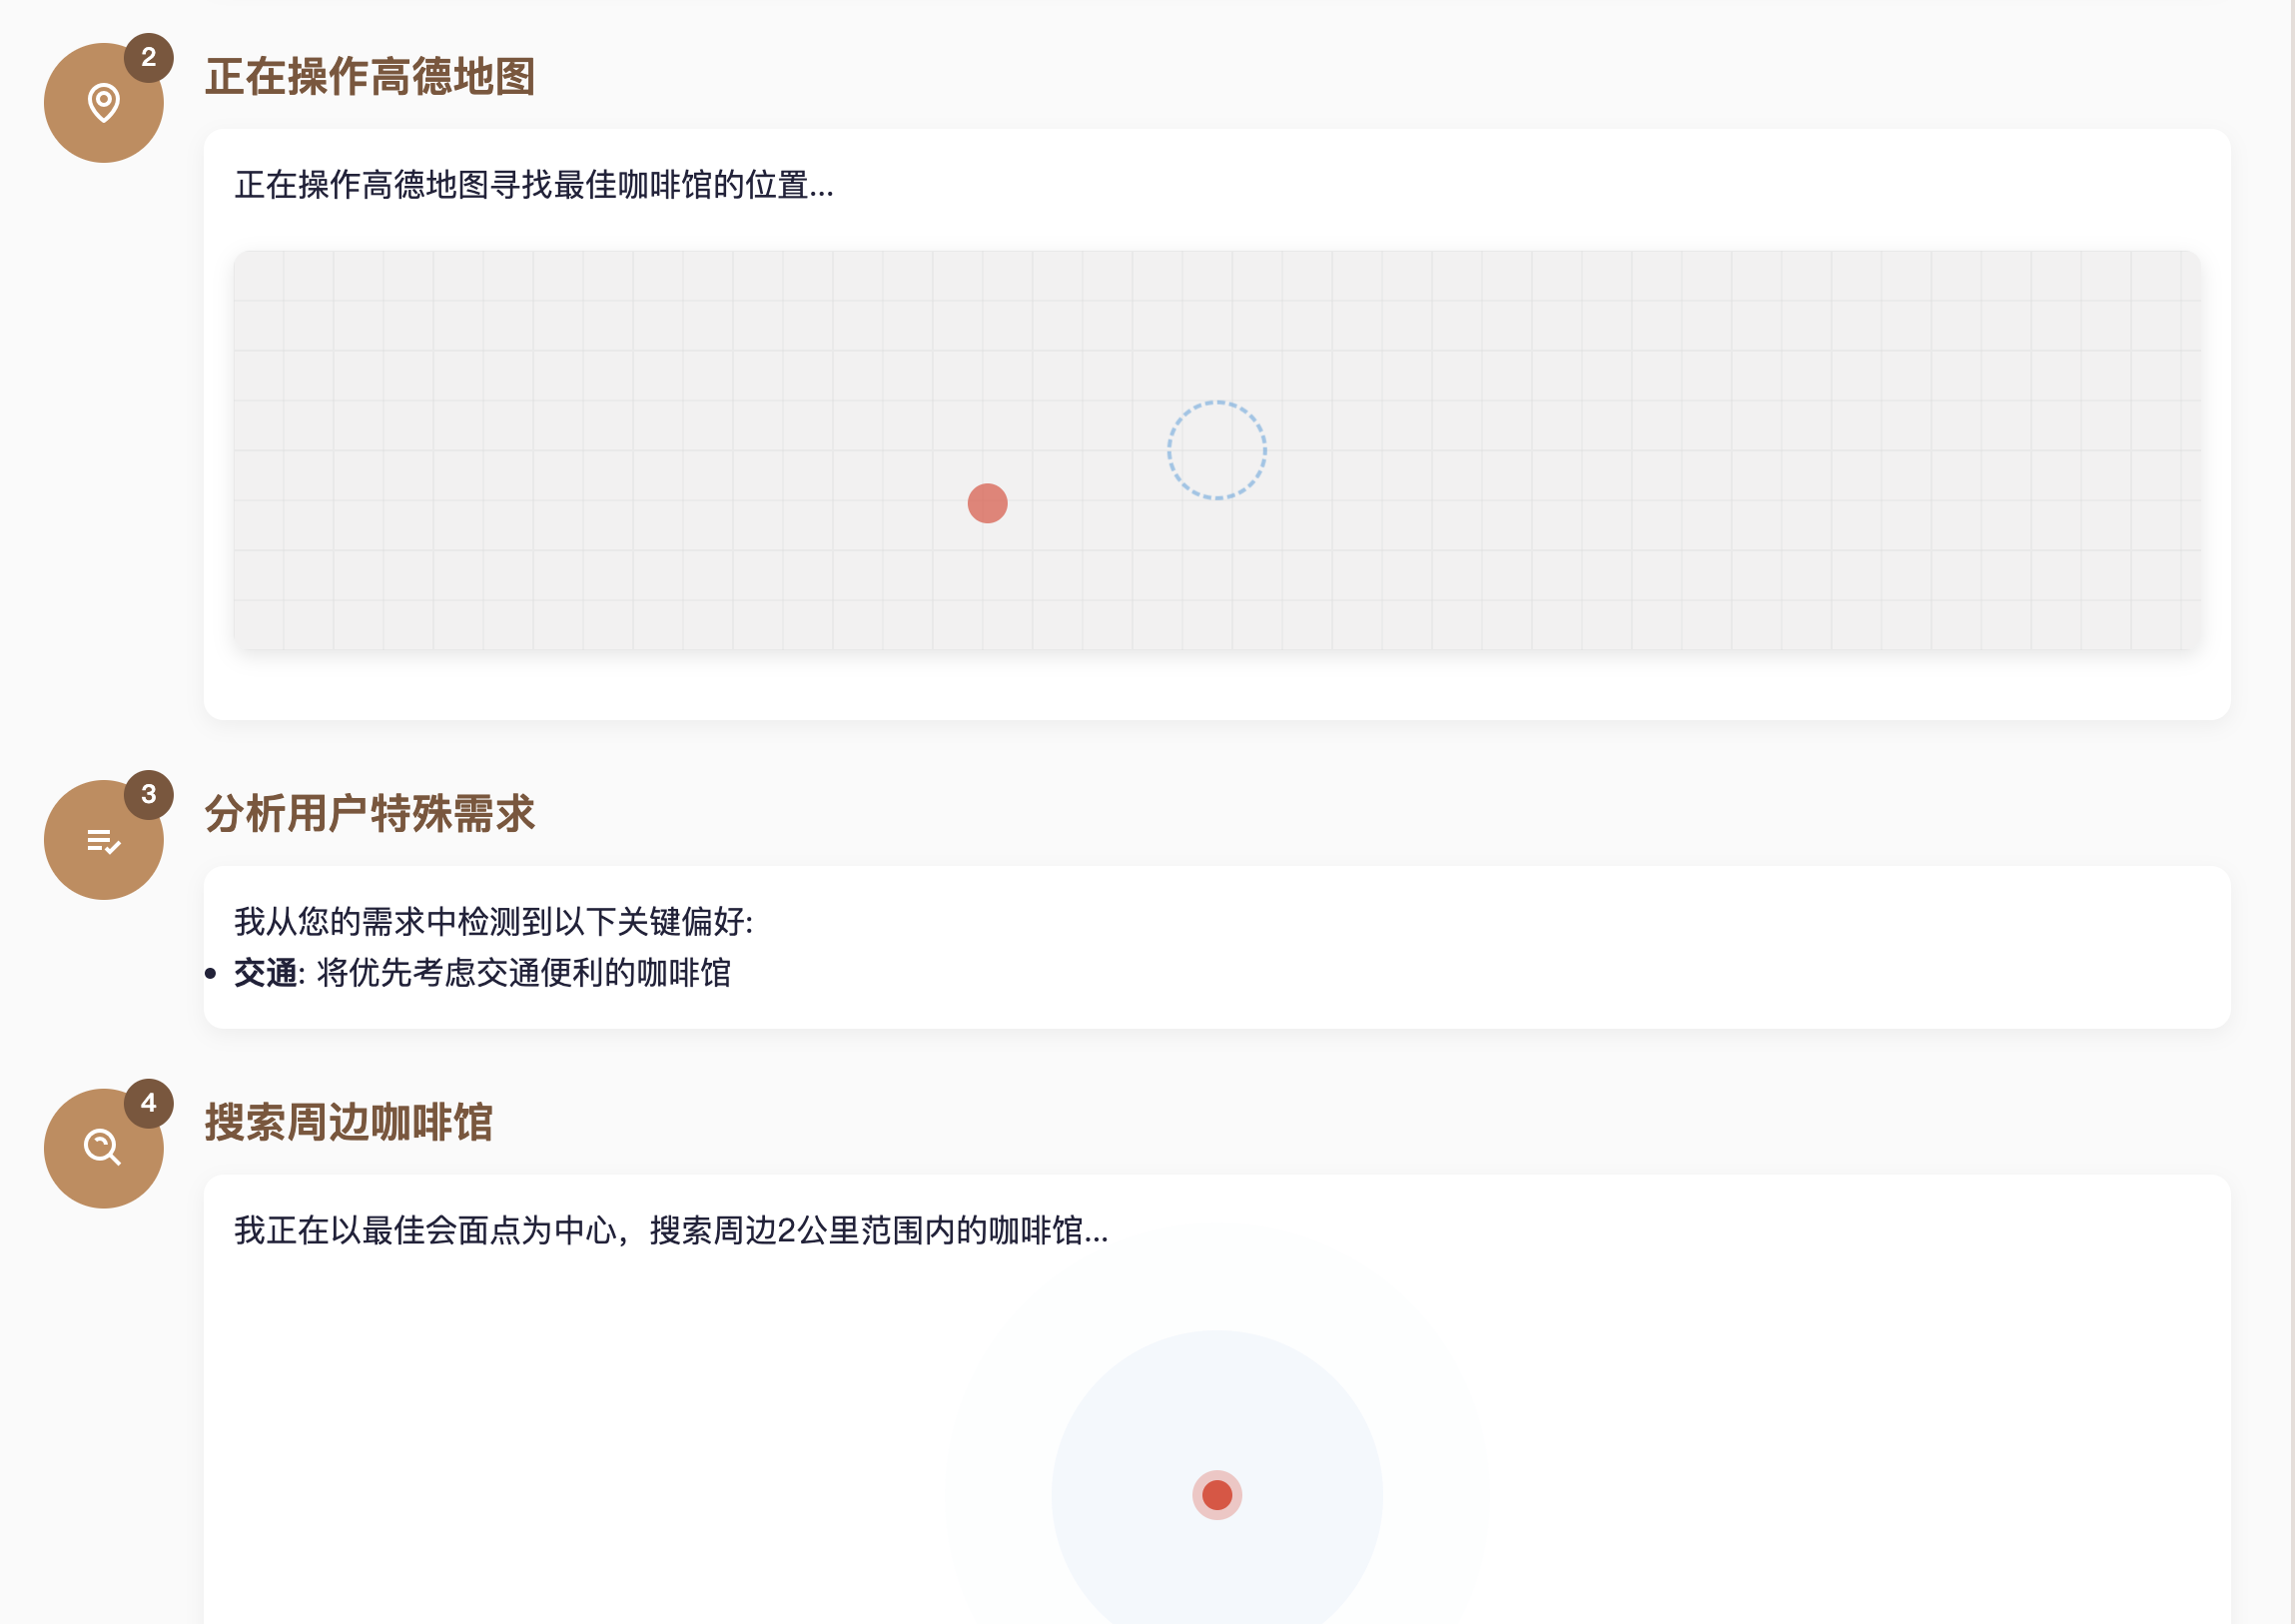 2
正在操作高德地图
正在操作高德地图寻找最佳咖啡馆的位置...
3
分析用户特殊需求
我从您的需求中检测到以下关键偏好:
• 交通: 将优先考虑交通便利的咖啡馆
4
搜索周边咖啡馆
我正在以最佳会面点为中心，搜索周边2公里范围内的咖啡馆...